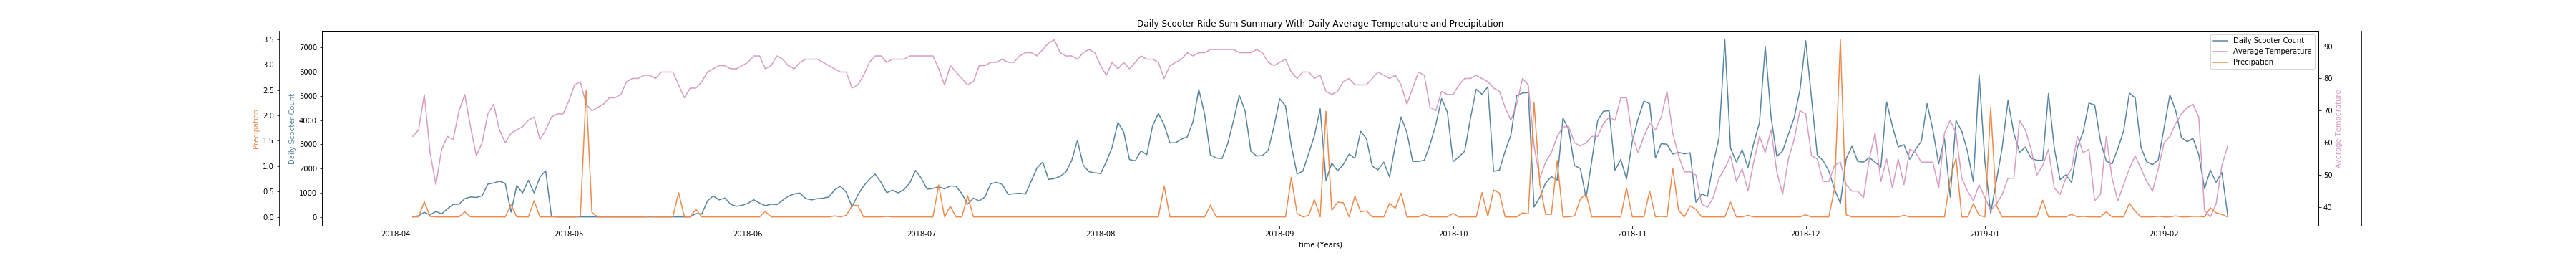 Daily Scooter Ride Sum Summary With Daily Average Temperature and Precipitation
3.5
3.0
2.5
2.0
1.5
1.0
0.5
0.0
Precipation
7000
6000
5000
4000
3000
2000
1000
0
Daily Scooter Count
Daily Scooter Count
Average Temperature
Precipation
90
80
70
60
50
40
Average Temperature
2018-04 2018-05 2018-06 2018-07 2018-08 2018-09 2018-10 2018-11 2018-12 2019-01 2019-02
time (Years)